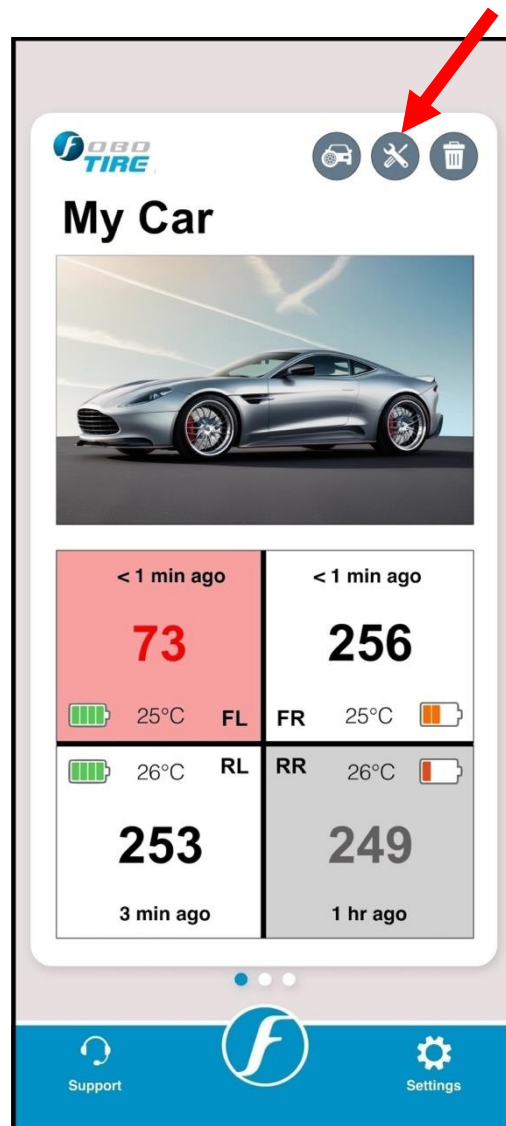 FOBO
TIRE
My Car
< 1 min ago
< 1 min ago
73
256
25°C FL
FR 25°C
26°C RL
RR 26°C
253
249
3 min ago
1 hr ago
f
Support
Settings